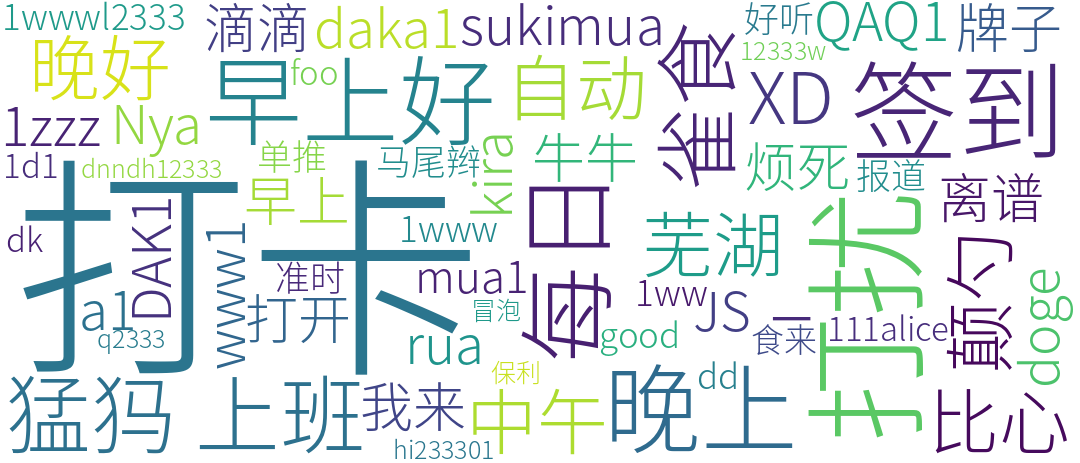 1wwwl2333
滴滴
daka1
sukimua
好听
QAQ1
牌子
晚好
12333w
foo
早上好
自动
雀食
XD
签到
1zzz
Nya
1d1
dnndh12333
单推
马尾辫
kira
牛牛
烦死
报道
早上
离谱
打卡
DAK1
dk
www1
1www
每日
芜湖
打扰
准时
mua1
1ww
a1
打开
冒泡
JS
一
111alice
颠勺
doge
q2333
rua
good
食来
保利
dd
猛犸
上班
我来
中午
晚上
比心
hi233301